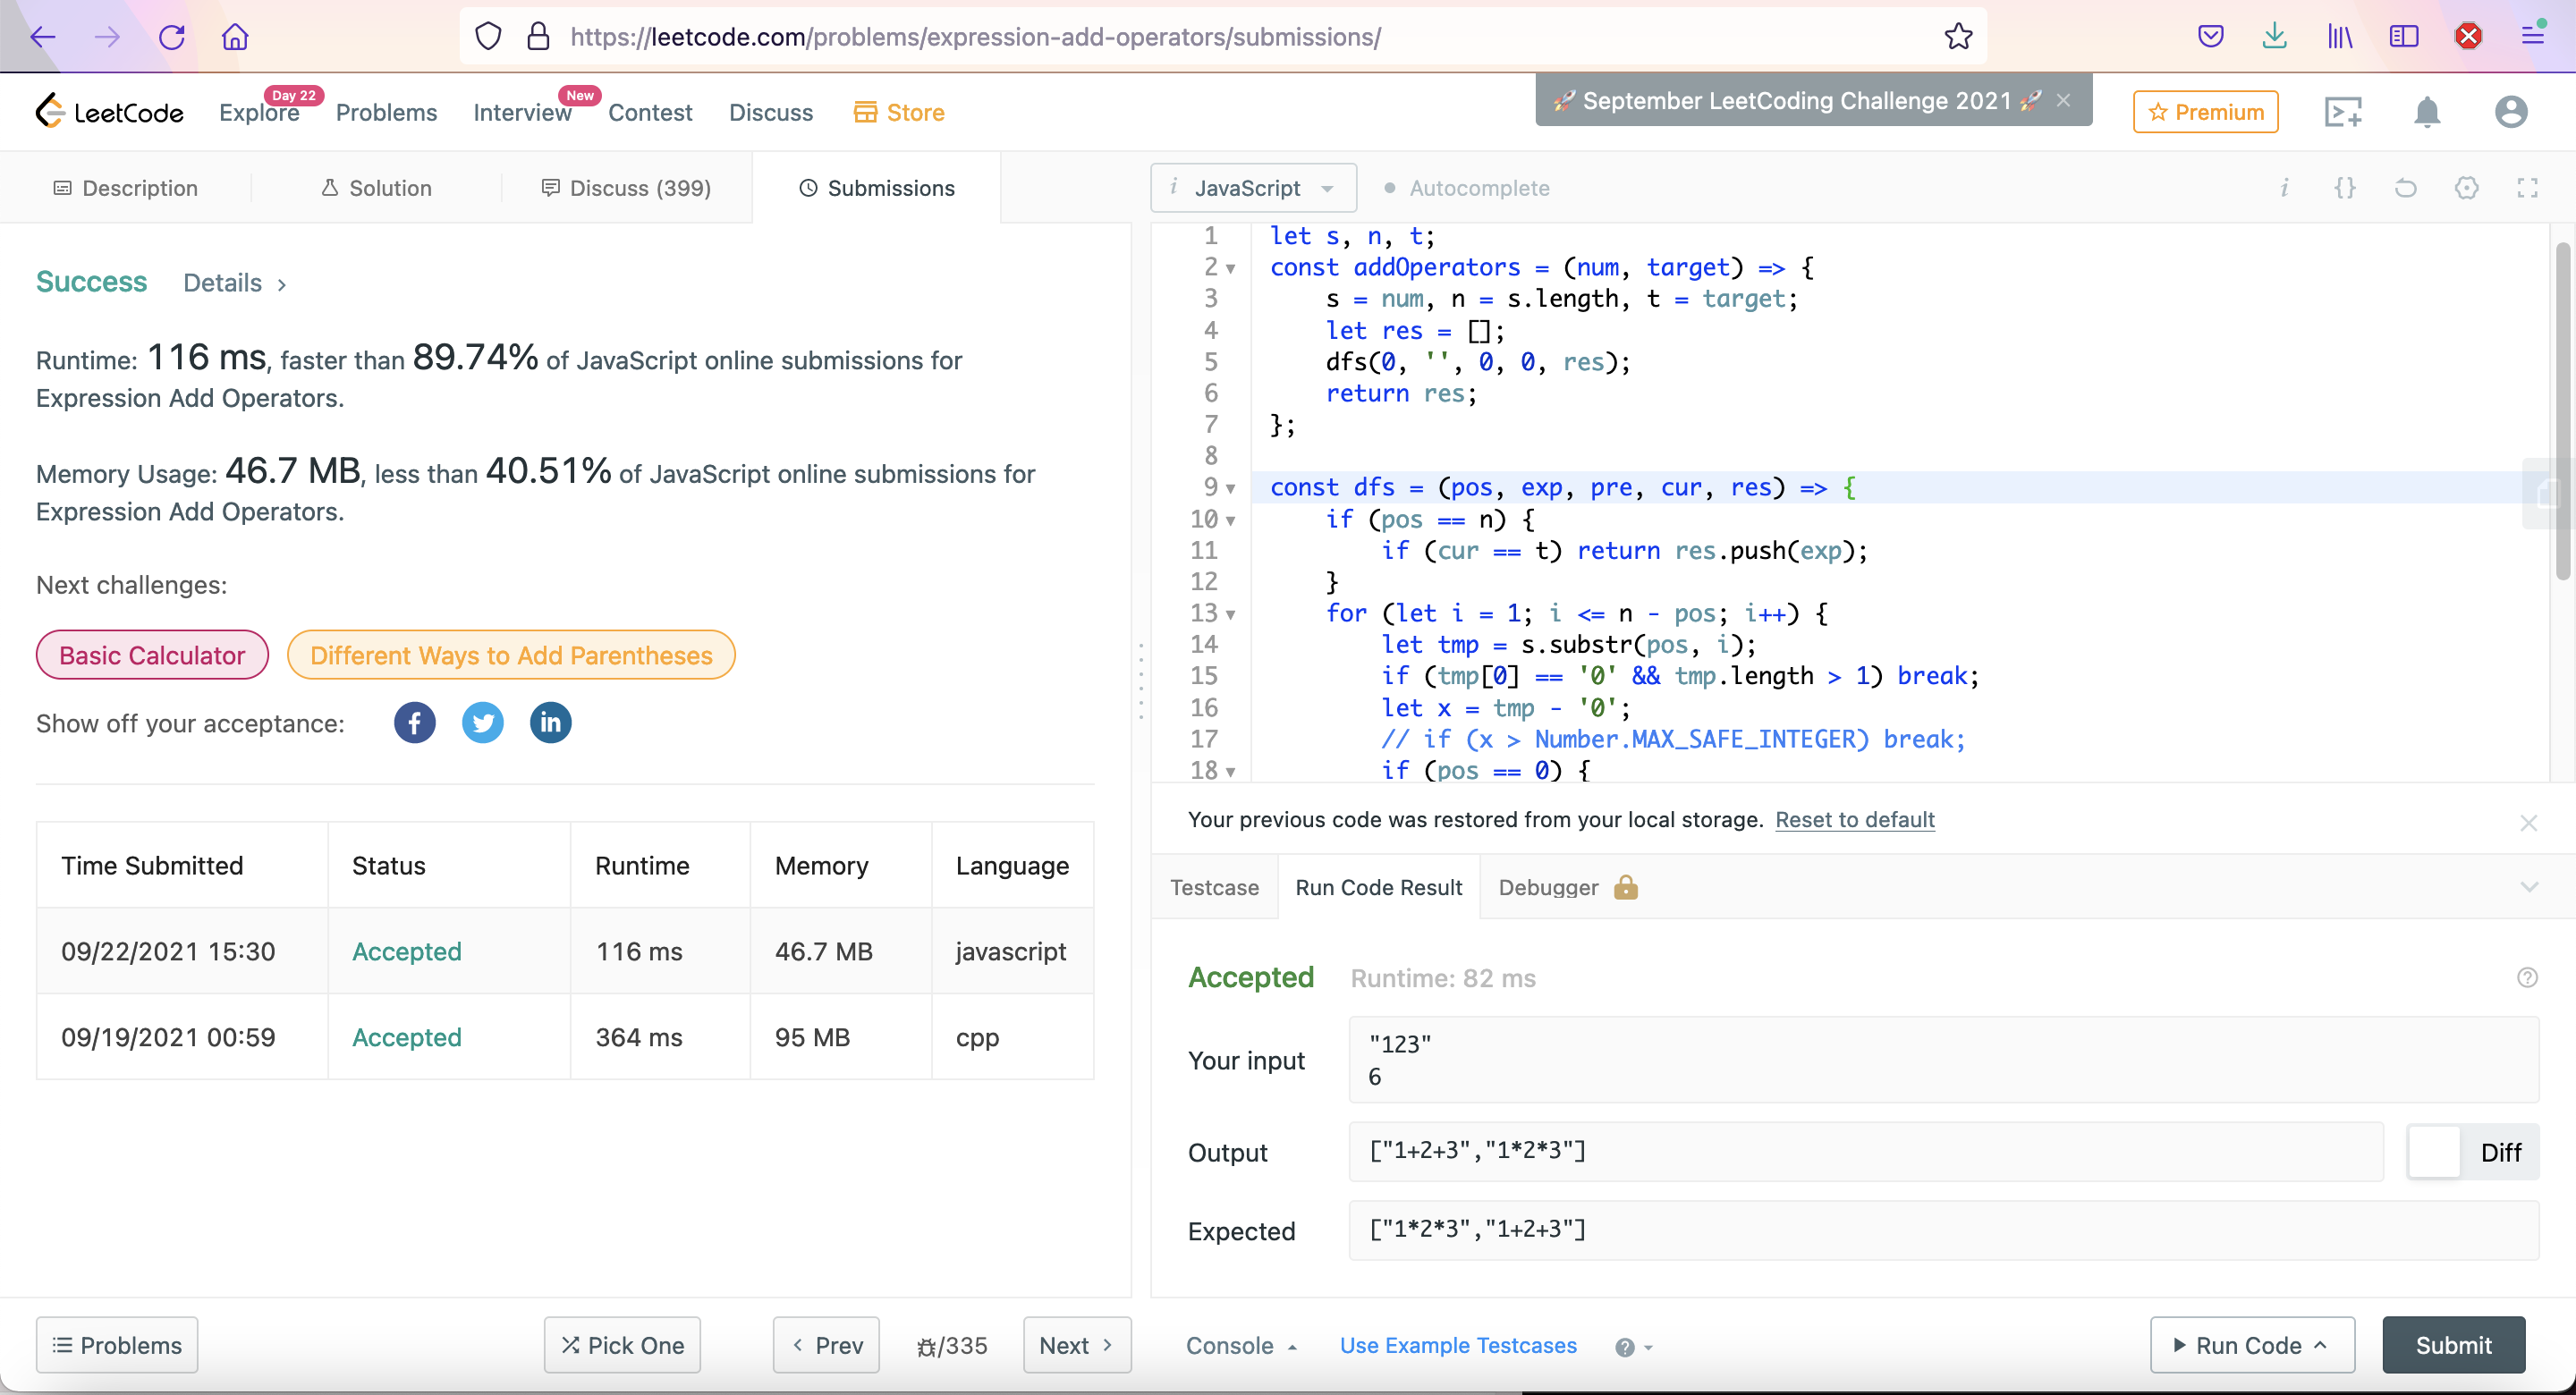 https://leetcode.com/problems/expression-add-operators/submissions/
LeetCode
Explore
Day 22
Problems
Interview
New
Contest
Discuss
Store
🚀 September LeetCoding Challenge 2021 🚀 ×
Premium
Description
Solution
Discuss (399)
Submissions
Success Details >
Runtime: 116 ms, faster than 89.74% of JavaScript online submissions for
Expression Add Operators.
Memory Usage: 46.7 MB, less than 40.51% of JavaScript online submissions for
Expression Add Operators.
Next challenges:
Basic Calculator Different Ways to Add Parentheses
Show off your acceptance:
Time Submitted Status Runtime Memory Language
09/22/2021 15:30 Accepted 116 ms 46.7 MB javascript
09/19/2021 00:59 Accepted 364 ms 95 MB cpp
Problems
Pick One
< Prev
/335
Next >
i JavaScript
Autocomplete
i {}
1 let s, n, t;
2 const addOperators = (num, target) => {
3     s = num, n = s.length, t = target;
4     let res = [];
5     dfs(0, '', 0, 0, res);
6     return res;
7 };
8
9 const dfs = (pos, exp, pre, cur, res) => {
10     if (pos == n) {
11         if (cur == t) return res.push(exp);
12     }
13     for (let i = 1; i <= n - pos; i++) {
14         let tmp = s.substr(pos, i);
15         if (tmp[0] == '0' && tmp.length > 1) break;
16         let x = tmp - '0';
17         // if (x > Number.MAX_SAFE_INTEGER) break;
18         if (pos == 0) {
Your previous code was restored from your local storage. Reset to default
Testcase
Run Code Result
Debugger
Accepted Runtime: 82 ms
Your input
"123"
6
Output
["1+2+3","1*2*3"]
Diff
Expected
["1*2*3","1+2+3"]
Console
Use Example Testcases
Run Code
Submit